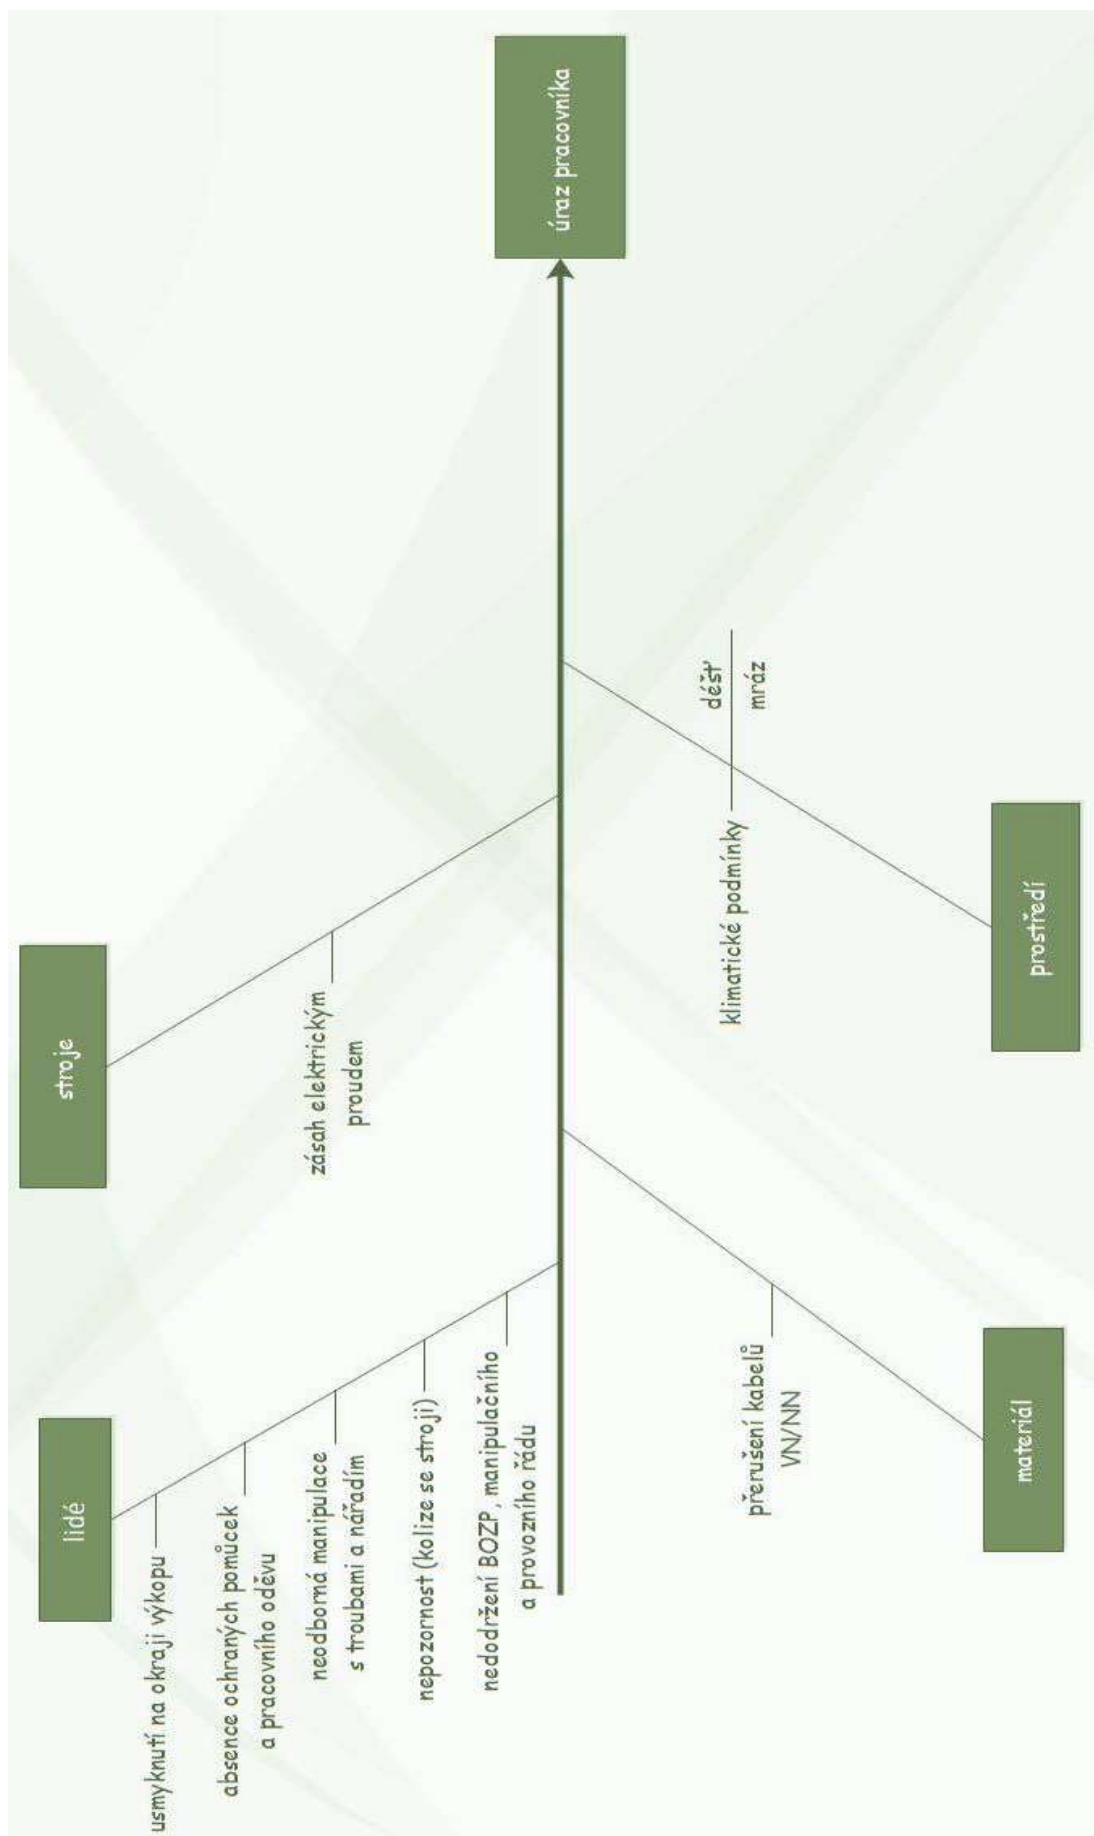 lidé
usmyknutí na okraji výkopu
absence ochraných pomůcek
a pracovního oděvu
neodborná manipulace
s troubami a nářadím
nepozornost (kolize se stroji)
nedodržení BOZP, manipulačního
a provozního řádu
stroje
zásah elektrickým
proudem
úraz pracovníka
materiál
přerušení kabelů
VN/NN
prostředí
klimatické podmínky
déšť
mráz